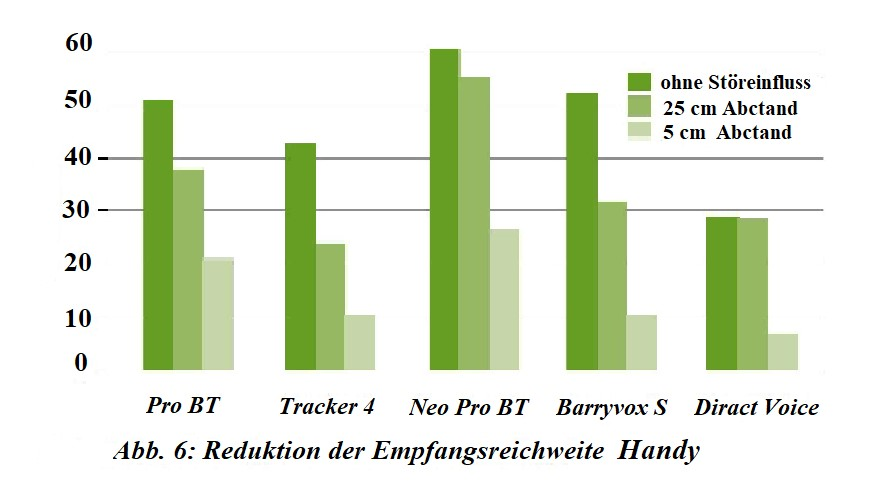 60
50
40
30
20
10
0
ohne Störeinfluss
25 cm Abctand
5 cm Abctand
Pro BT Tracker 4 Neo Pro BT Barryvox S Diract Voice
Abb. 6: Reduktion der Empfangsreichweite Handy